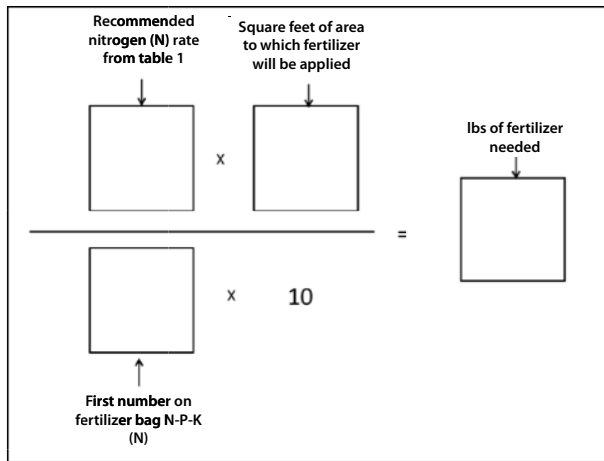 Recommended
nitrogen (N) rate
from table 1
Square feet of area
to which fertilizer
will be applied
x
lbs of fertilizer
needed
=
x 10
First number on
fertilizer bag N-P-K
(N)